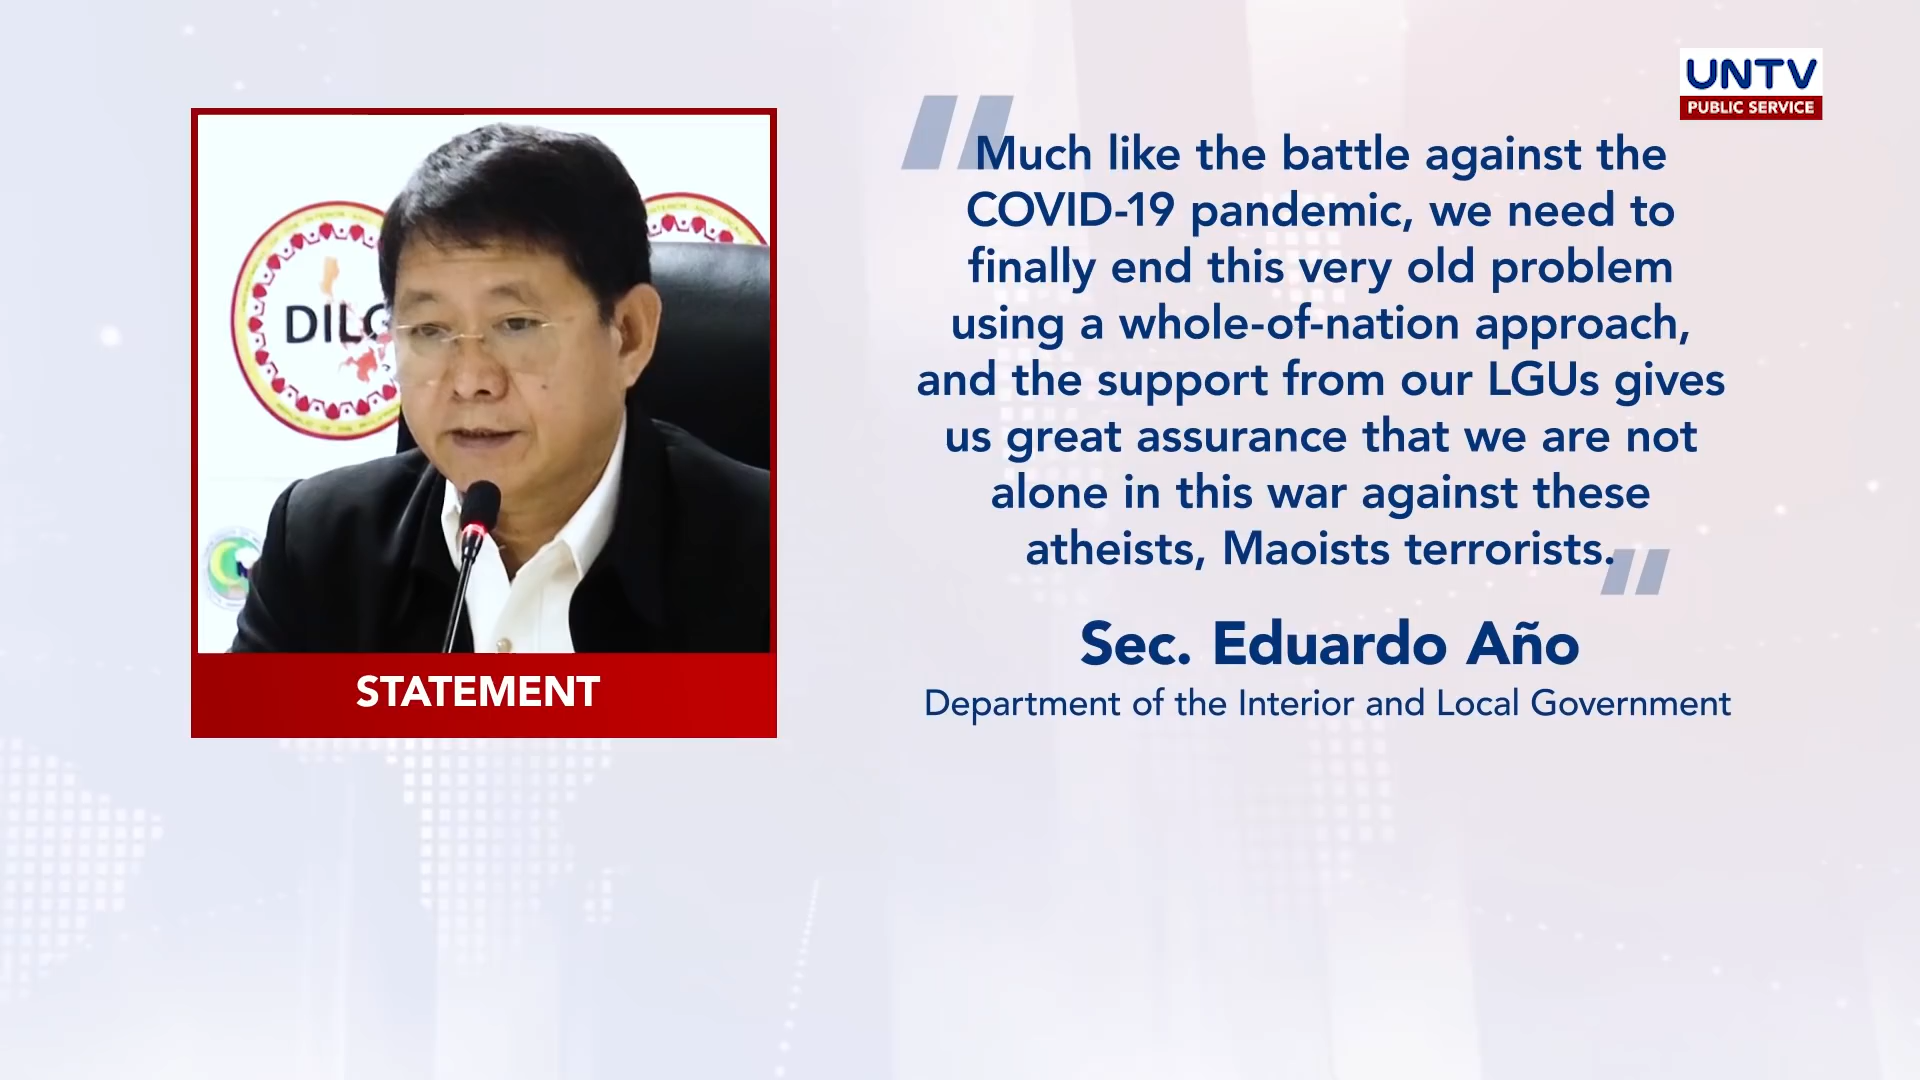 UNTV
PUBLIC SERVICE
Much like the battle against the
COVID-19 pandemic, we need to
finally end this very old problem
using a whole-of-nation approach,
and the support from our LGUs gives
us great assurance that we are not
alone in this war against these
atheists, Maoists terrorists.
Sec. Eduardo Año
Department of the Interior and Local Government
STATEMENT